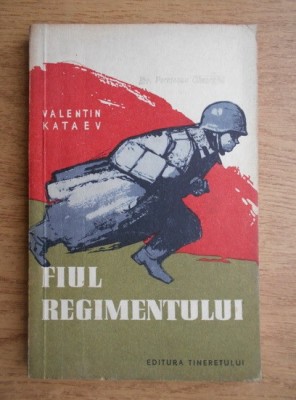 VALENTIN
KATAEV
FIUL
REGIMENTULUI
EDITURA TINERETULUI